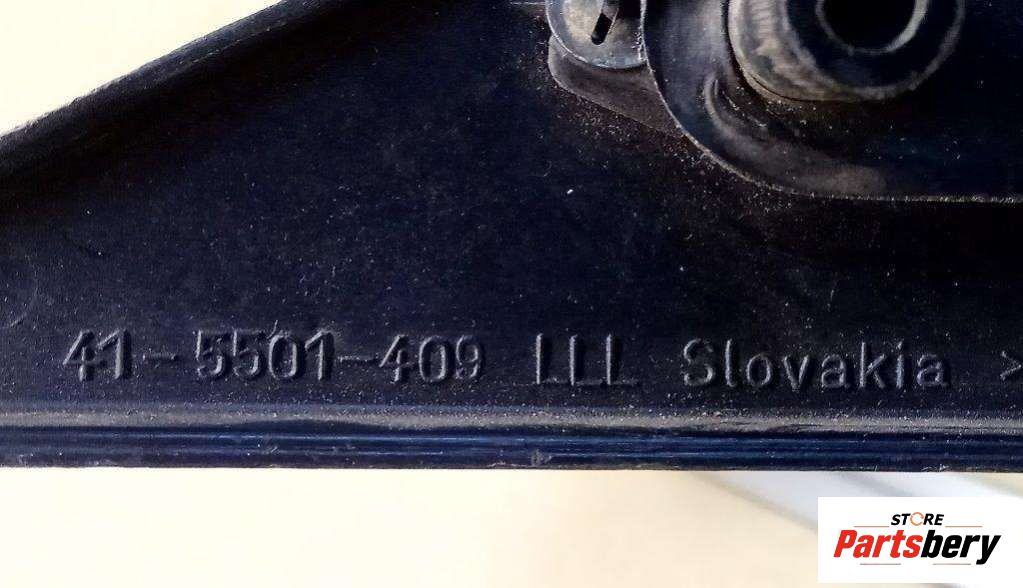 41-5501-409 LLL Slovakia >
STORE
Partsbery